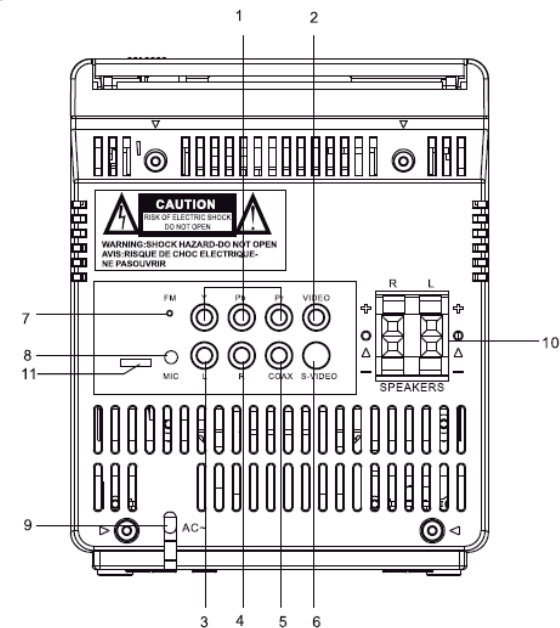 1 2
CAUTION
RISK OF ELECTRIC SHOCK
DO NOT OPEN
WARNING:SHOCK HAZARD-DO NOT OPEN
AVIS:RISQUE DE CHOC ELECTRIQUE-
NE PASOUVRIR
R L
FM Y Pb Pr VIDEO
7
8
10
11
MIC L R COAX S-VIDEO
SPEAKERS
9 AC~
3 4 5 6